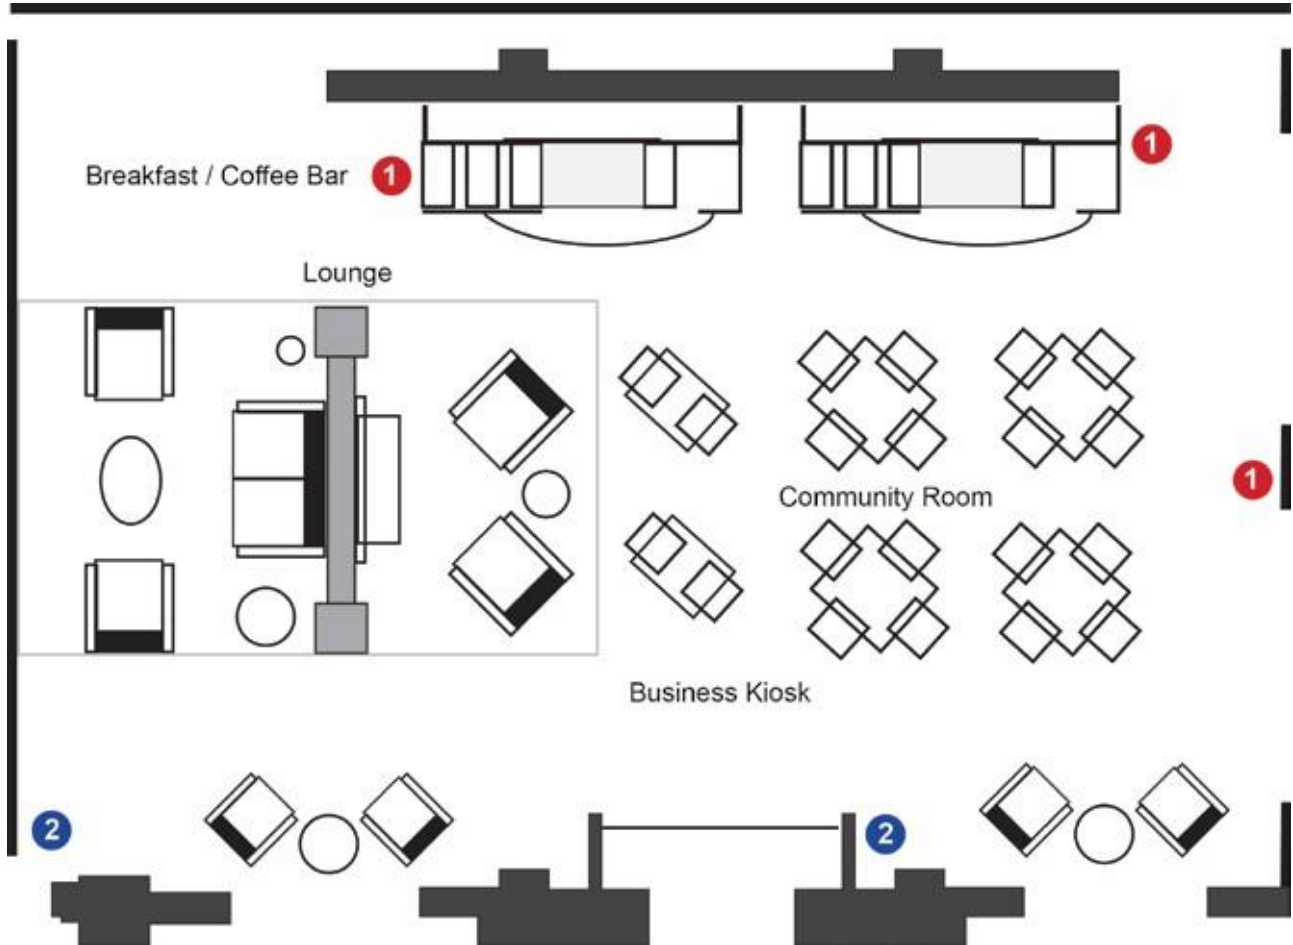 1
Breakfast / Coffee Bar 1
Lounge
1
Community Room
Business Kiosk
2
2